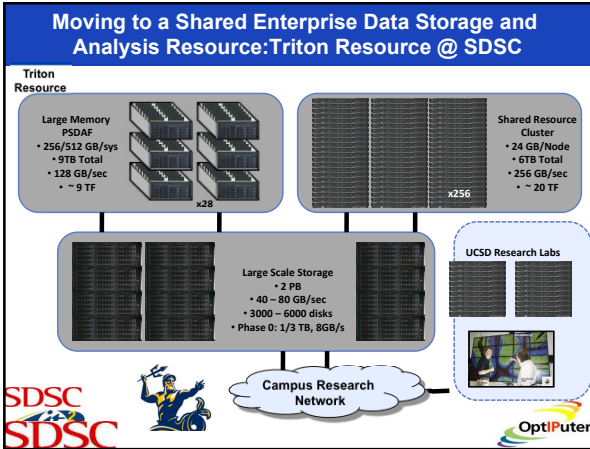 Moving to a Shared Enterprise Data Storage and
Analysis Resource:Triton Resource @ SDSC
Triton
Resource
Large Memory
PSDAF
• 256/512 GB/sys
• 9TB Total
• 128 GB/sec
• ~ 9 TF
x28
Shared Resource
Cluster
• 24 GB/Node
• 6TB Total
• 256 GB/sec
• ~ 20 TF
x256
Large Scale Storage
• 2 PB
• 40 – 80 GB/sec
• 3000 – 6000 disks
• Phase 0: 1/3 TB, 8GB/s
UCSD Research Labs
Campus Research
Network
SDSC
SDSC
OptIPuter